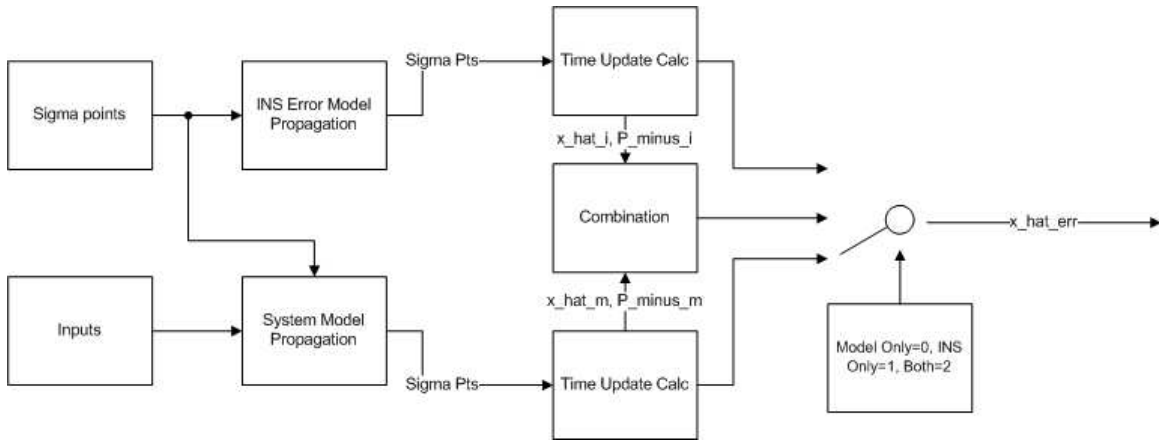 Sigma points
INS Error Model
Propagation
Sigma Pts
Time Update Calc
x_hat_i, P_minus_i
Combination
x_hat_err
x_hat_m, P_minus_m
Inputs
System Model
Propagation
Sigma Pts
Time Update Calc
Model Only=0, INS
Only=1, Both=2